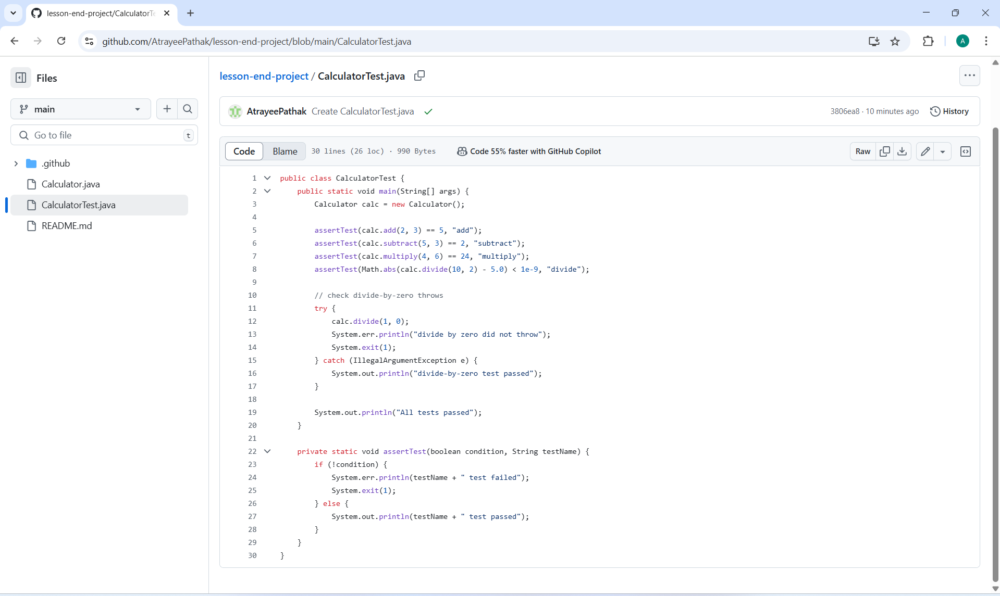 lesson-end-project/CalculatorTe
github.com/AtrayeePathak/lesson-end-project/blob/main/CalculatorTest.java
A
Files
main
Go to file
t
.github
Calculator.java
CalculatorTest.java
README.md
lesson-end-project / CalculatorTest.java
AtrayeePathak Create CalculatorTest.java
3806ea8 · 10 minutes ago
History
Code
Blame
30 lines (26 loc) · 990 Bytes
Code 55% faster with GitHub Copilot
Raw
1 public class CalculatorTest {
2     public static void main(String[] args) {
3         Calculator calc = new Calculator();
4
5         assertTest(calc.add(2, 3) == 5, "add");
6         assertTest(calc.subtract(5, 3) == 2, "subtract");
7         assertTest(calc.multiply(4, 6) == 24, "multiply");
8         assertTest(Math.abs(calc.divide(10, 2) - 5.0) < 1e-9, "divide");
9
10         // check divide-by-zero throws
11         try {
12             calc.divide(1, 0);
13             System.err.println("divide by zero did not throw");
14             System.exit(1);
15         } catch (IllegalArgumentException e) {
16             System.out.println("divide-by-zero test passed");
17         }
18
19         System.out.println("All tests passed");
20     }
21
22     private static void assertTest(boolean condition, String testName) {
23         if (!condition) {
24             System.err.println(testName + " test failed");
25             System.exit(1);
26         } else {
27             System.out.println(testName + " test passed");
28         }
29     }
30 }